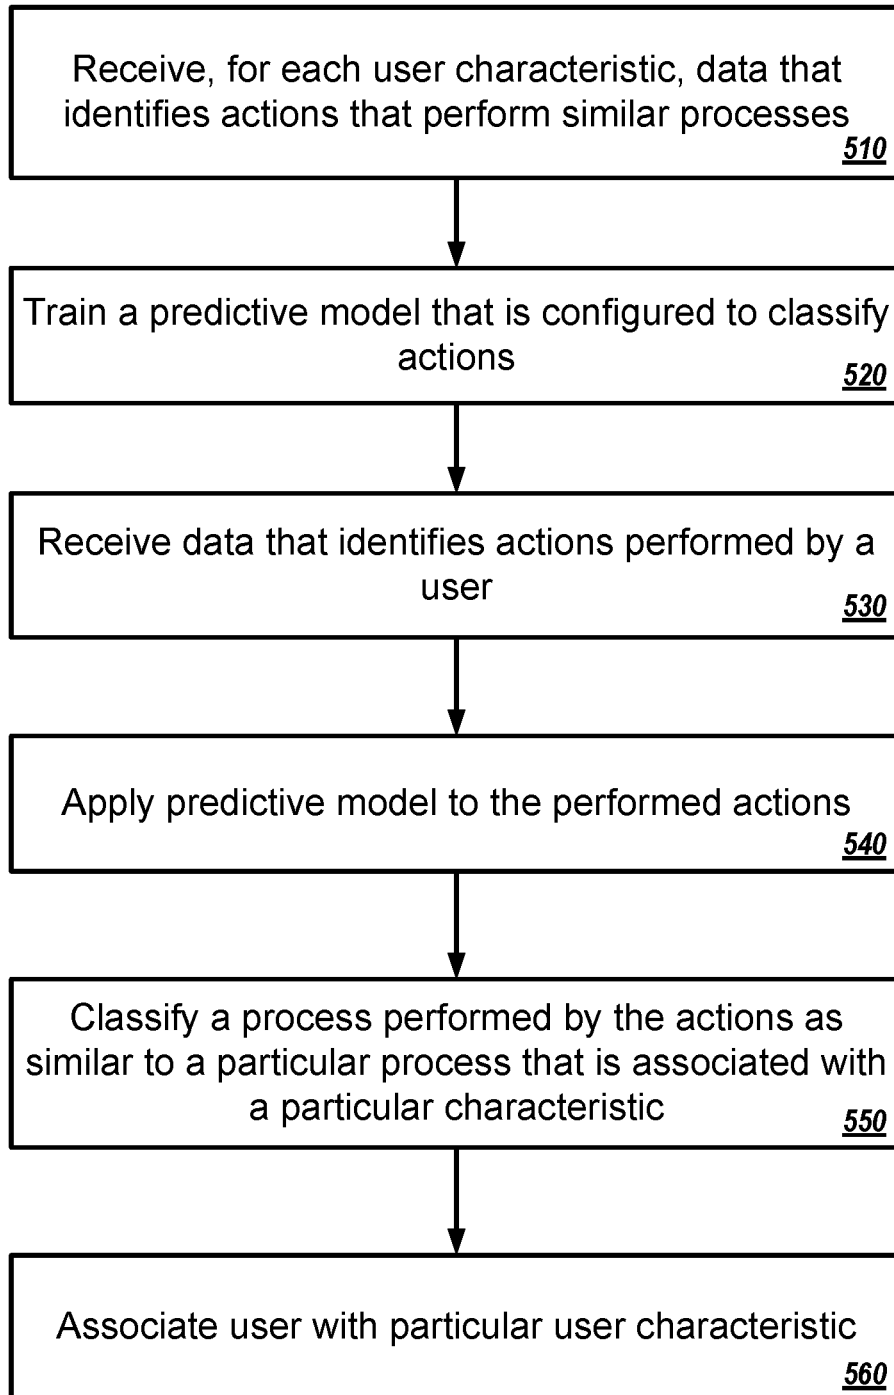 Receive, for each user characteristic, data that
identifies actions that perform similar processes
510
Train a predictive model that is configured to classify
actions
520
Receive data that identifies actions performed by a
user
530
Apply predictive model to the performed actions
540
Classify a process performed by the actions as
similar to a particular process that is associated with
a particular characteristic
550
Associate user with particular user characteristic
560